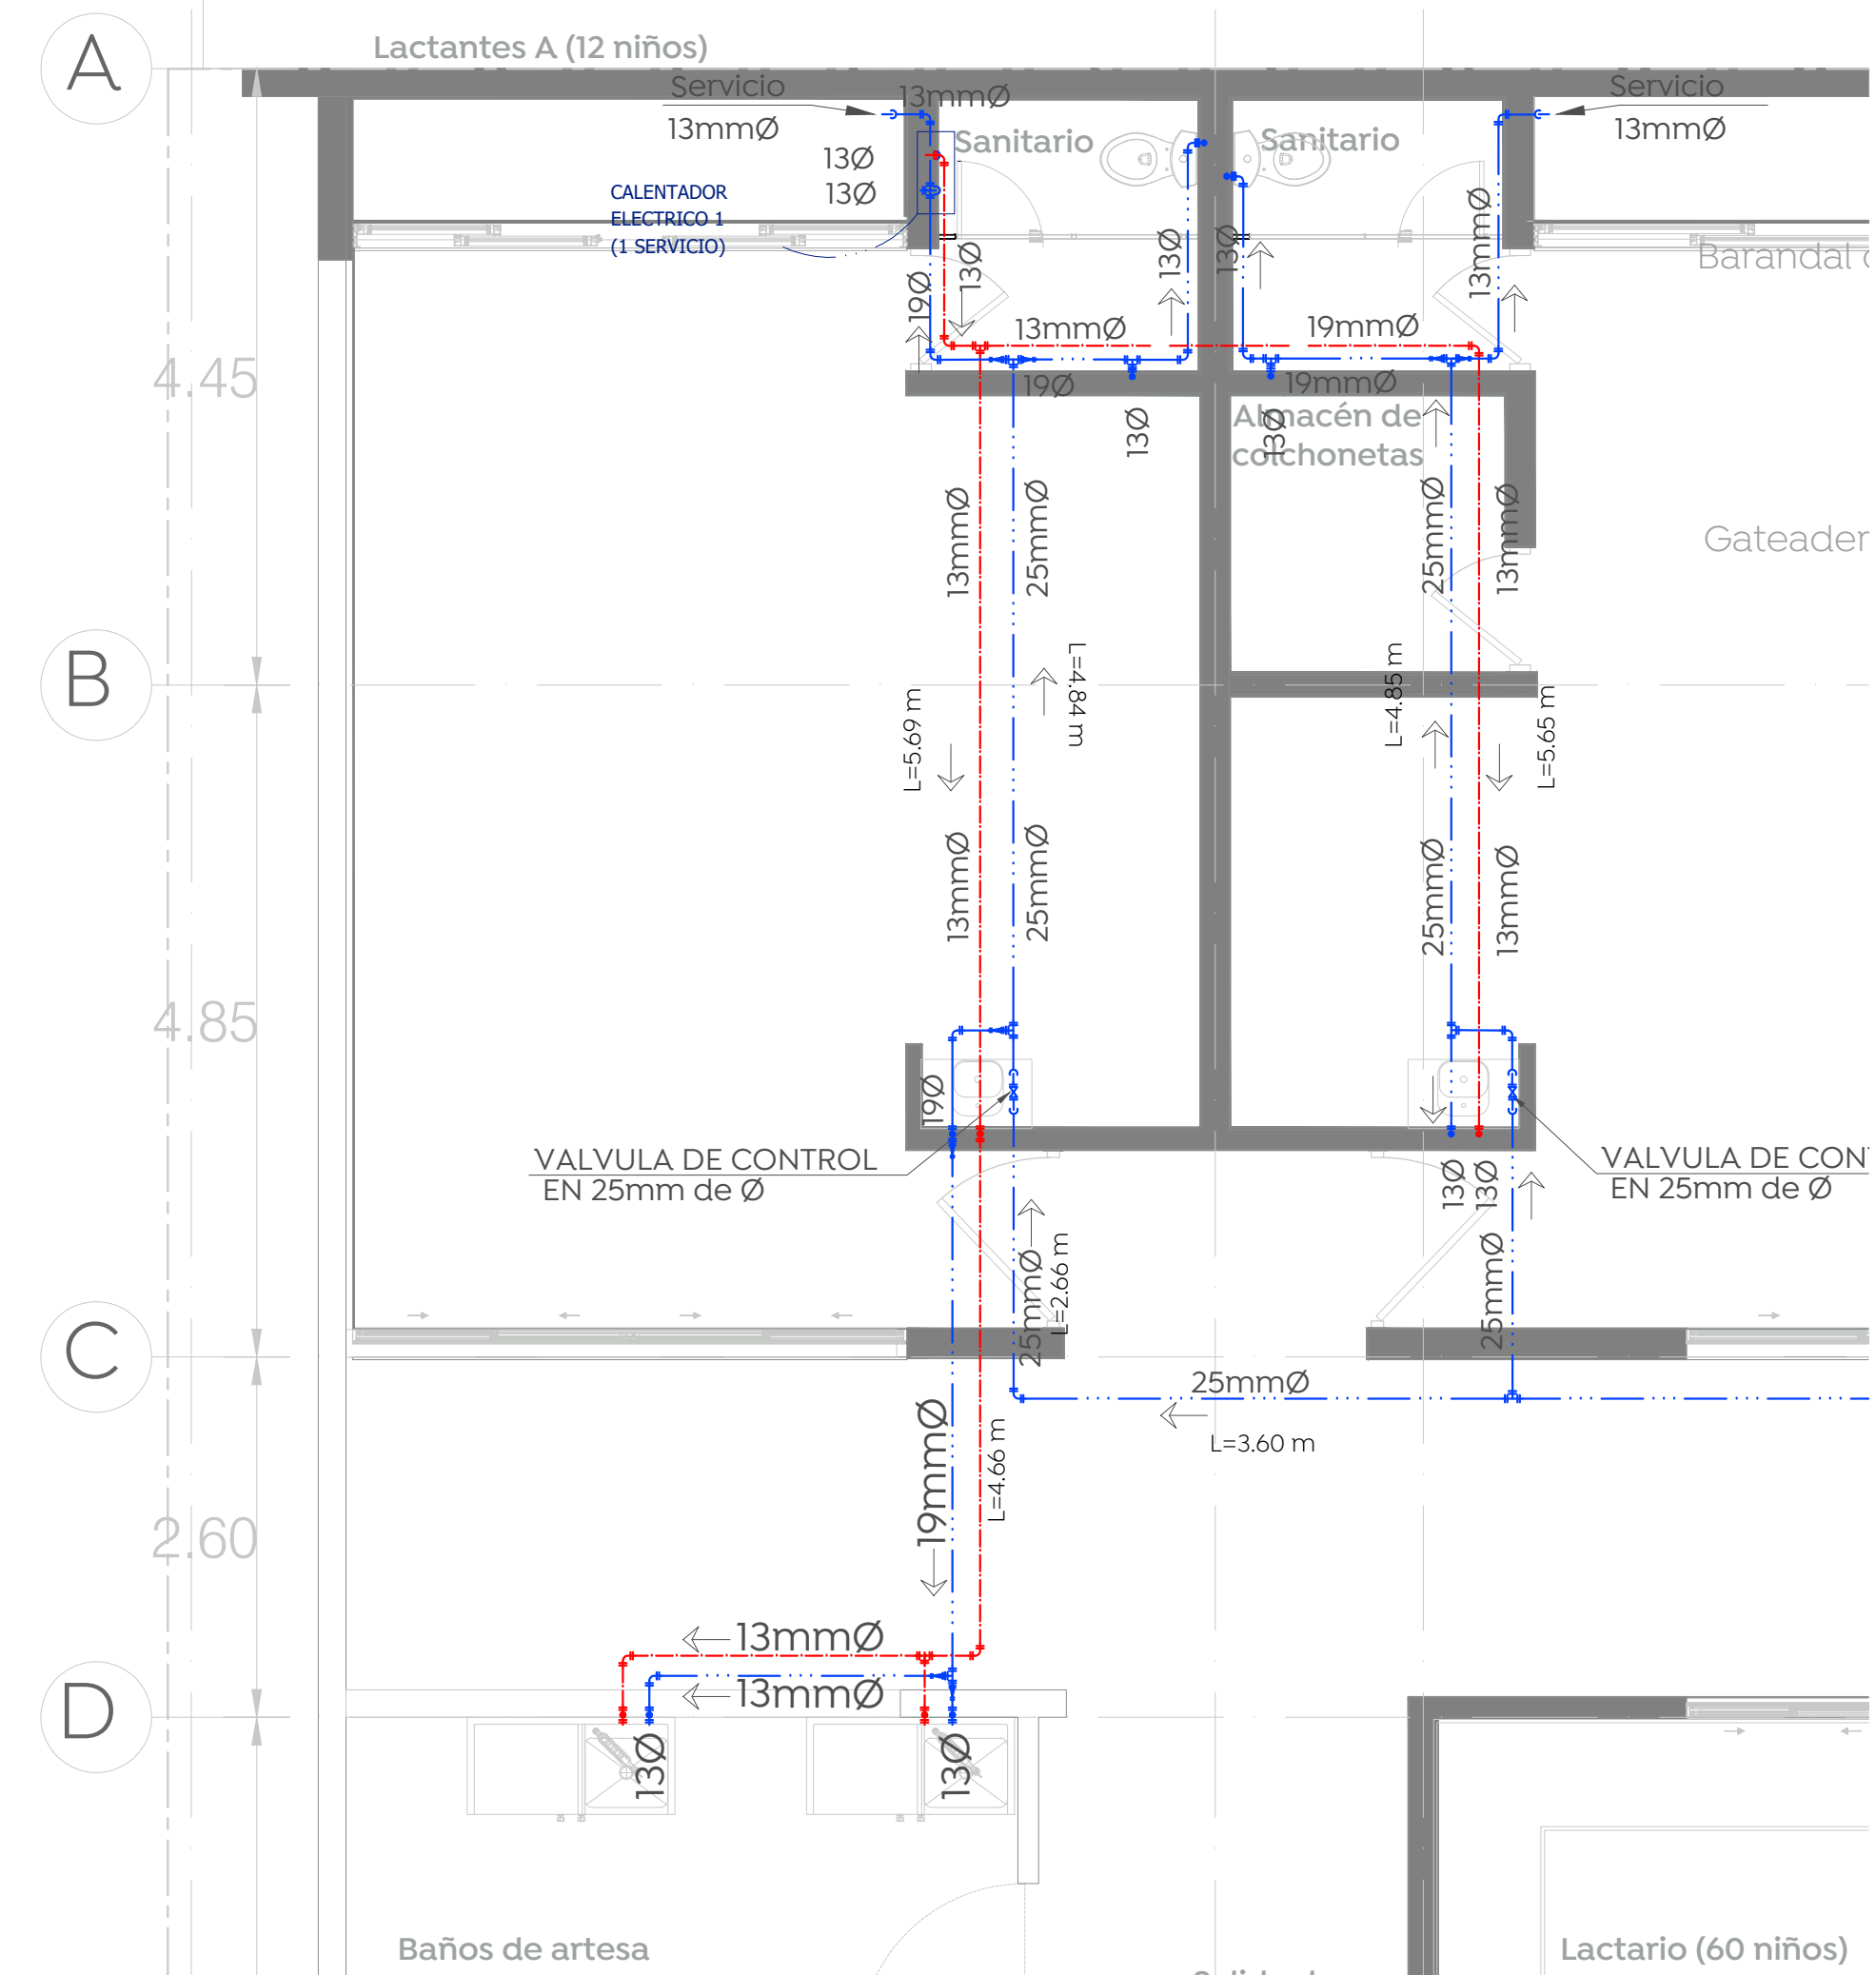 A
Lactantes A (12 niños)
Servicio
13mmØ
13mmØ
Servicio
13mmØ
Sanitario
Sanitario
13Ø
13Ø
CALENTADOR
ELECTRICO 1
(1 SERVICIO)
13Ø
19Ø
13Ø
13Ø
13mmØ
Barandal
13mmØ
19mmØ
4.45
19Ø
19mmØ
13Ø
13Ø
Almacén de
colchonetas
13mmØ
25mmØ
25mmØ
13mmØ
Gateader
B
L=5.69 m
L=4.84 m
L=4.85 m
L=5.65 m
13mmØ
25mmØ
25mmØ
13mmØ
4.85
19Ø
VALVULA DE CONTROL
EN 25mm de Ø
VALVULA DE CON
EN 25mm de Ø
13Ø
13Ø
25mmØ
L=2.66 m
25mmØ
C
25mmØ
L=3.60 m
19mmØ
L=4.66 m
2.60
13mmØ
13mmØ
D
13Ø
13Ø
Baños de artesa
Lactario (60 niños)